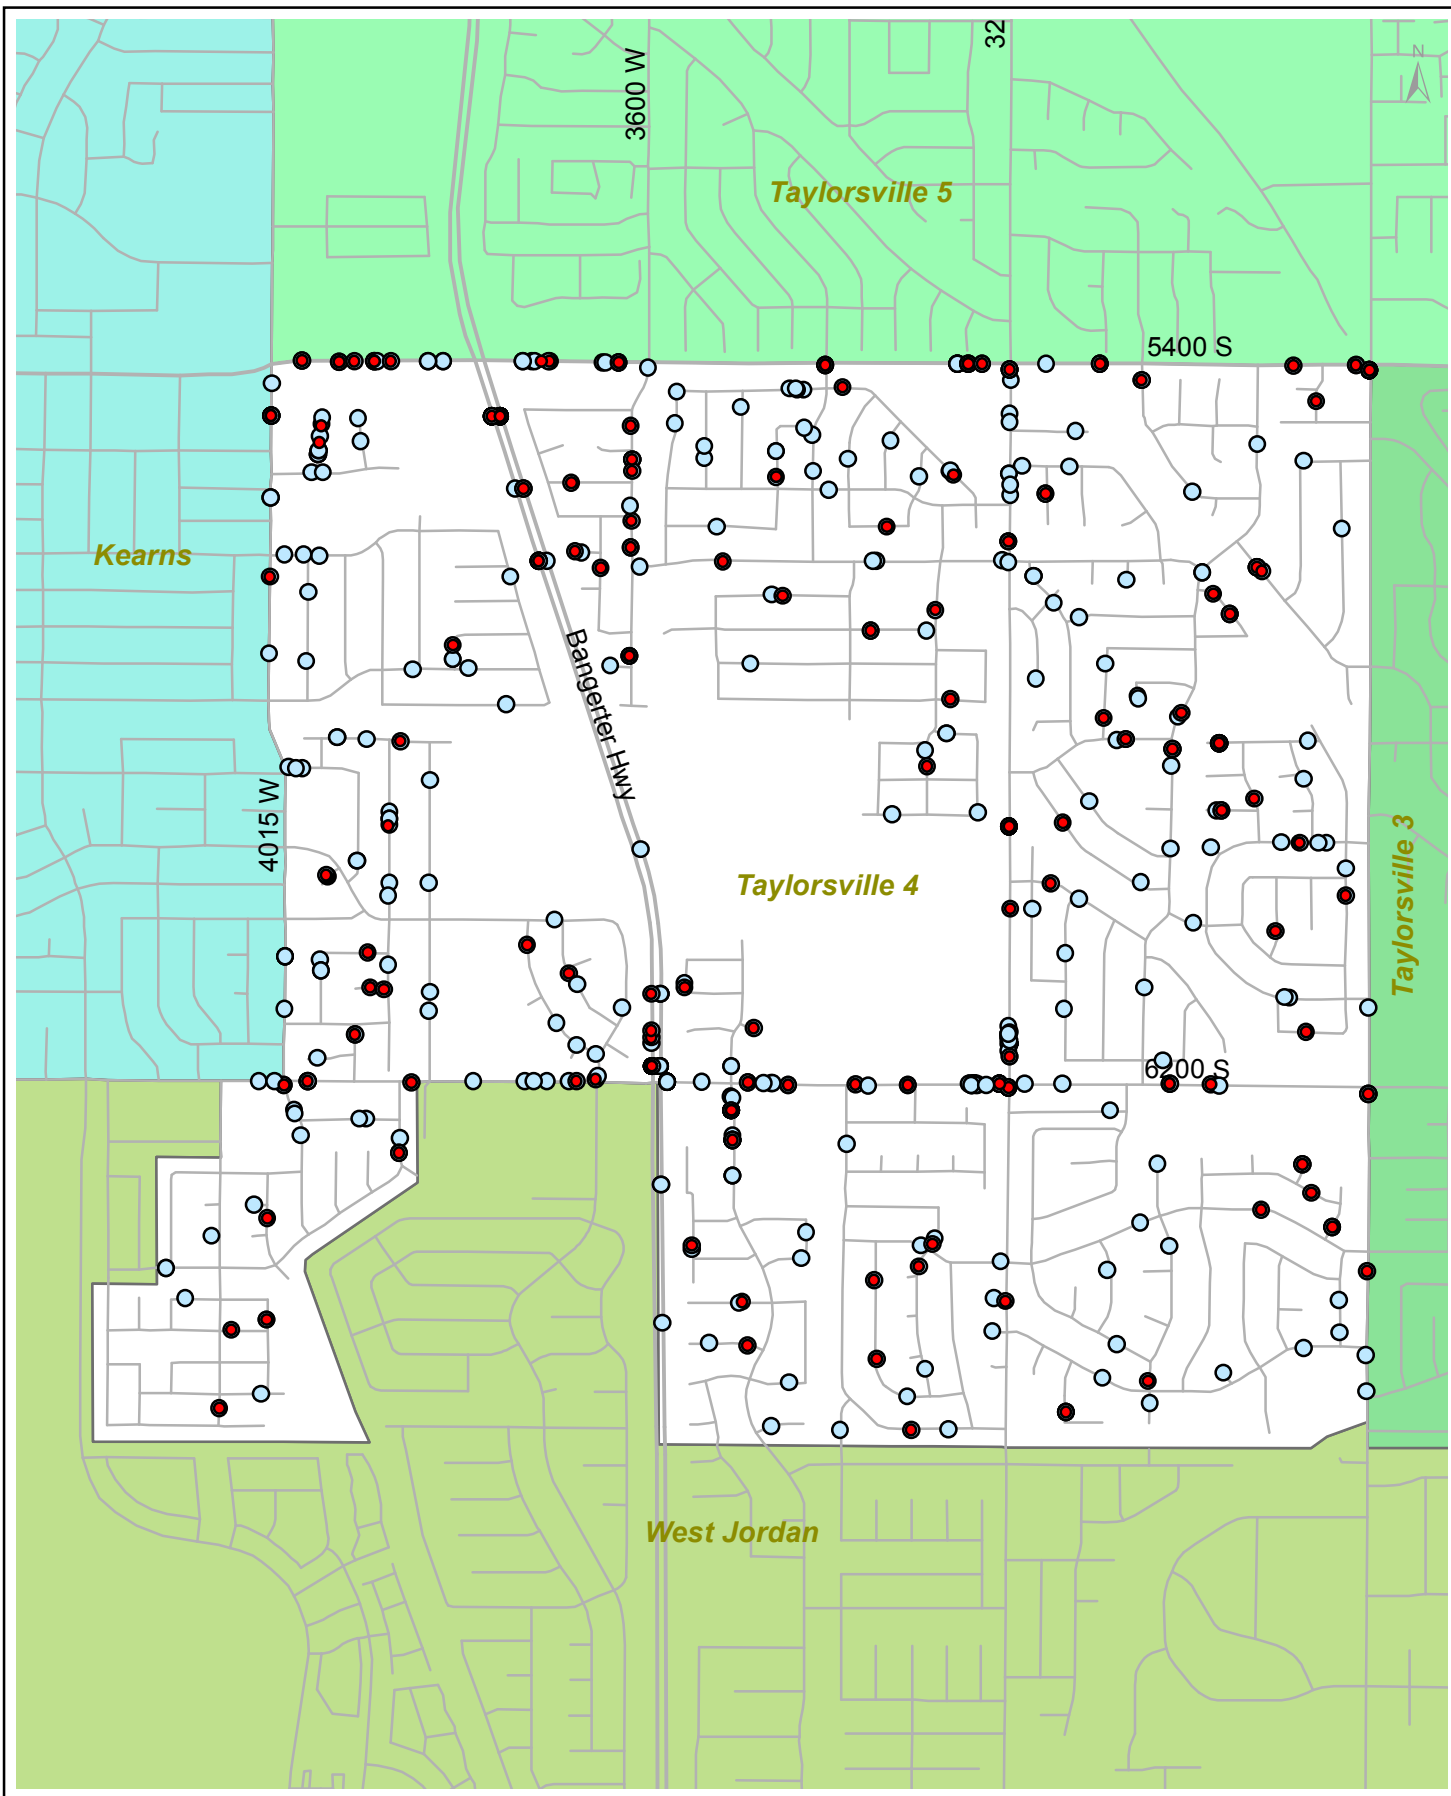 32
N
3600 W
Taylorsville 5
5400 S
Kearns
Bangerter Hwy
4015 W
Taylorsville 4
Taylorsville 3
6200 S
West Jordan